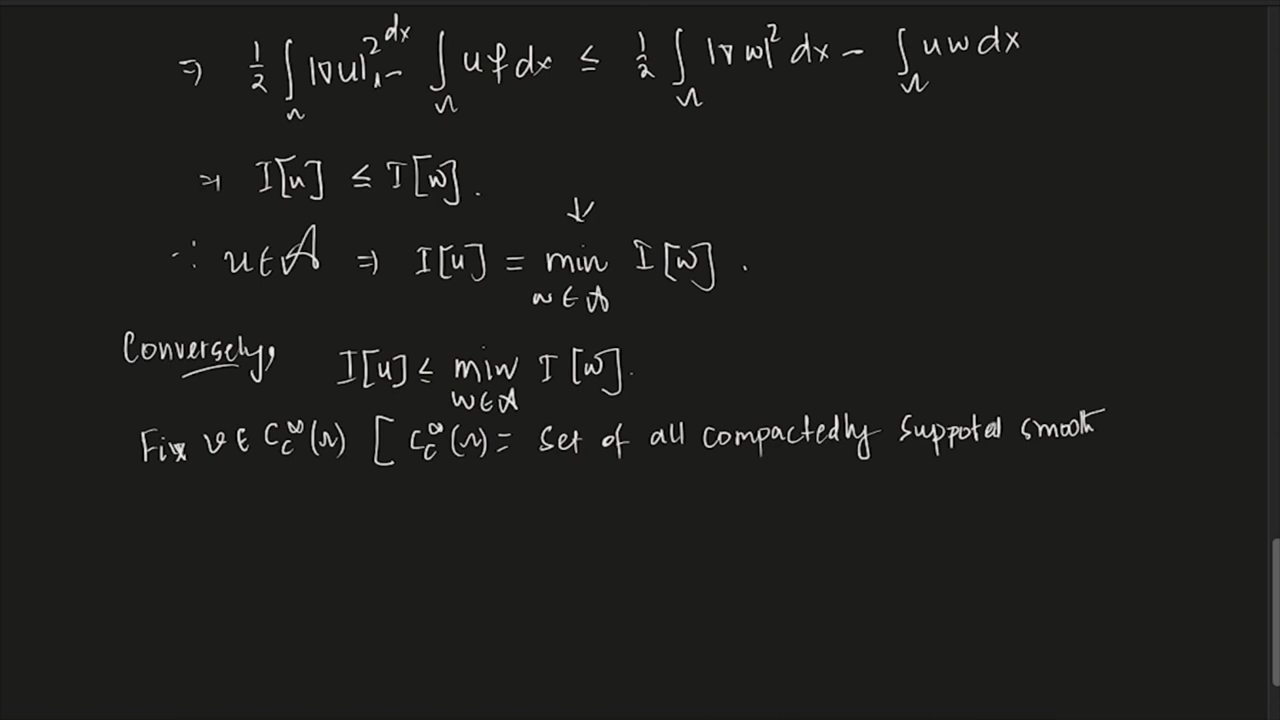 ⇒ 1/2 ∫_Ω |∇u|² dx - ∫_Ω uf dx ≤ 1/2 ∫_Ω |∇w|² dx - ∫_Ω uw dx
⇒ I[u] ≤ I[w].
∵ u ∈ 𝒜 ⇒ I[u] = min_{w ∈ 𝒜} I[w].
Conversely, I[u] ≤ min_{w ∈ 𝒜} I[w].
Fix v ∈ C_c^∞(Ω) [ C_c^∞(Ω) = Set of all compactedly suppoted smooth